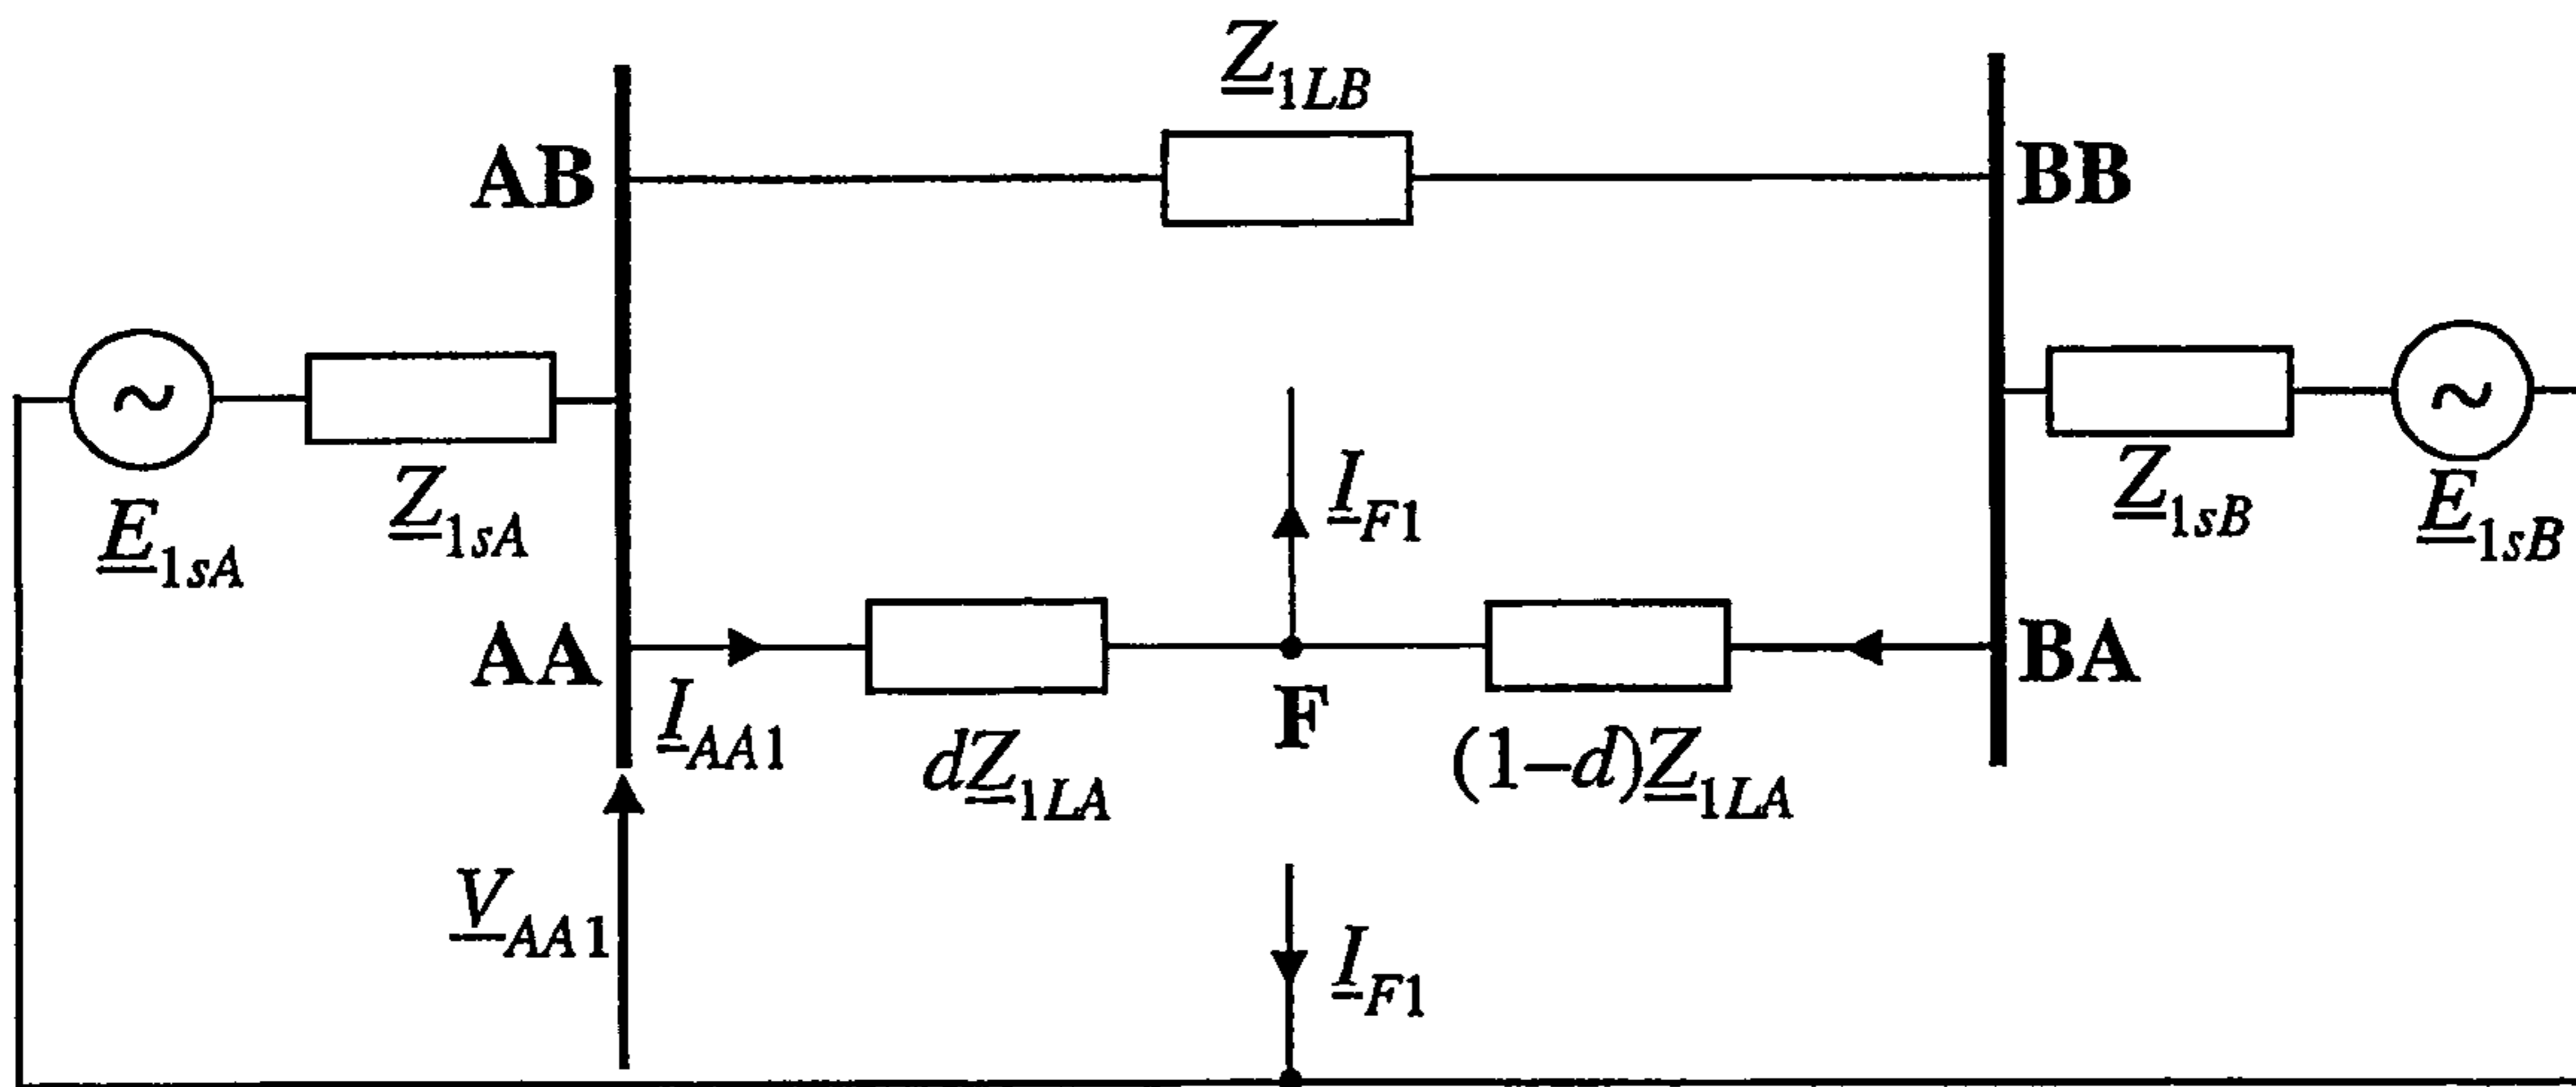 Z1LB
AB
BB
E1sA
Z1sA
IF1
Z1sB
E1sB
AA
BA
IAA1
dZ1LA
F
(1–d)Z1LA
VAA1
IF1